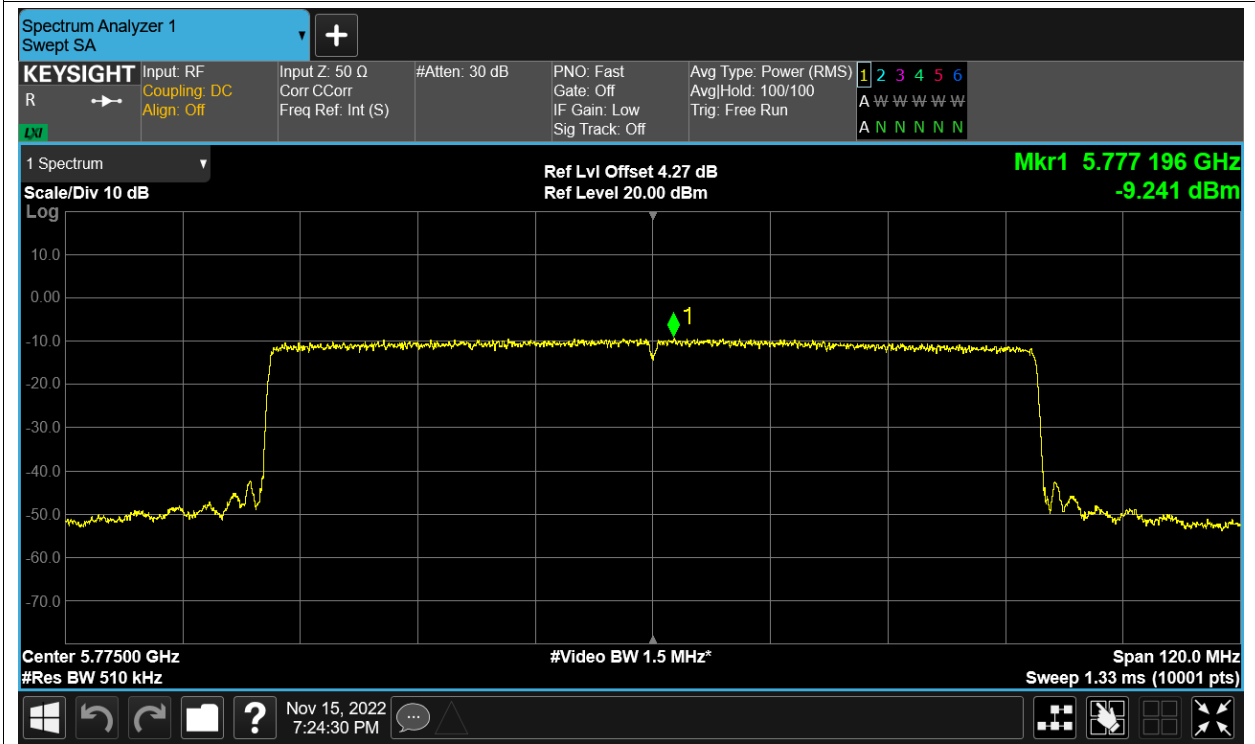 Spectrum Analyzer 1
Swept SA
+
KEYSIGHT
R
LXI
Input: RF
Coupling: DC
Align: Off
Input Z: 50 Ω
Corr CCorr
Freq Ref: Int (S)
#Atten: 30 dB
PNO: Fast
Gate: Off
IF Gain: Low
Sig Track: Off
Avg Type: Power (RMS)
Avg|Hold: 100/100
Trig: Free Run
1 2 3 4 5 6
A W W W W W
A N N N N N
1 Spectrum
Scale/Div 10 dB
Ref Lvl Offset 4.27 dB
Ref Level 20.00 dBm
Mkr1 5.777 196 GHz
-9.241 dBm
Log
10.0
0.00
-10.0
-20.0
-30.0
-40.0
-50.0
-60.0
-70.0
1
Center 5.77500 GHz
#Res BW 510 kHz
#Video BW 1.5 MHz*
Span 120.0 MHz
Sweep 1.33 ms (10001 pts)
?
Nov 15, 2022
7:24:30 PM